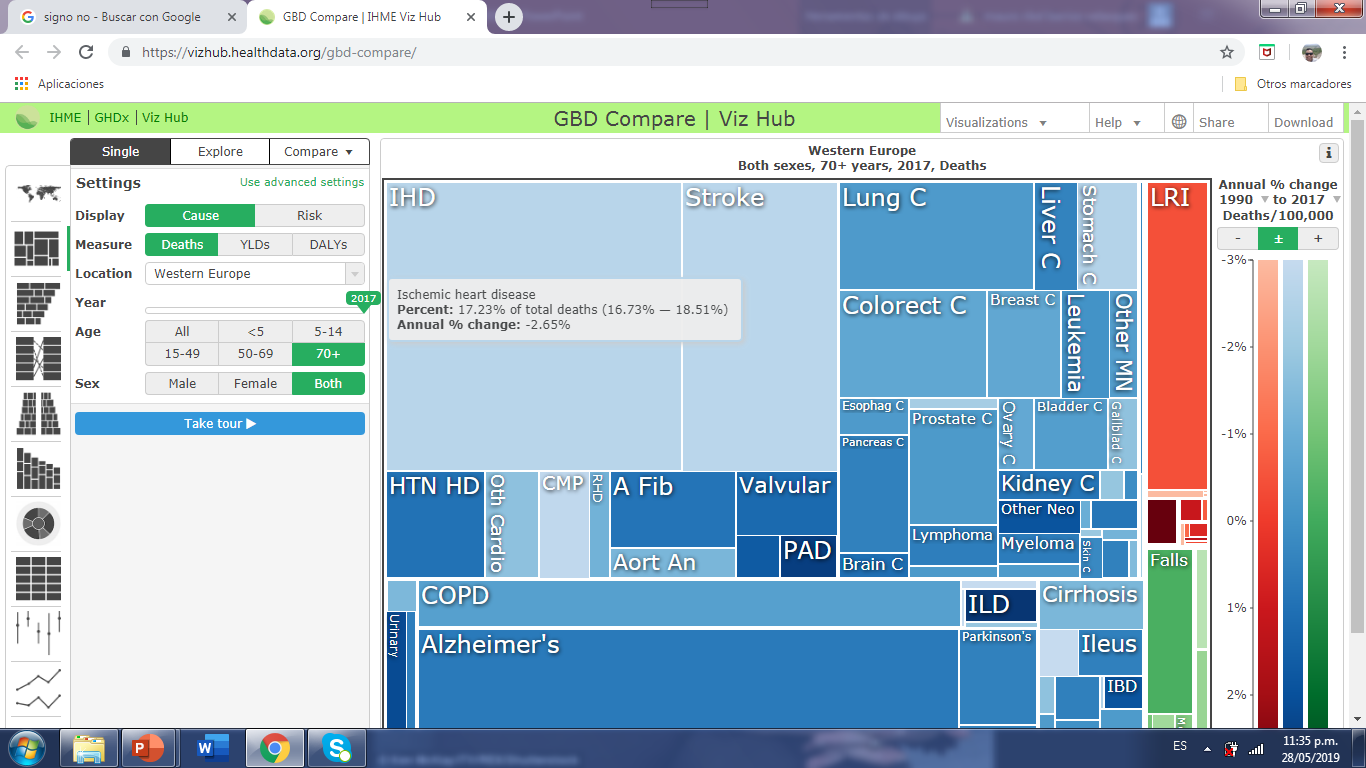 signo no - Buscar con Google
GBD Compare | IHME Viz Hub
https://vizhub.healthdata.org/gbd-compare/
Aplicaciones
Otros marcadores
IHME | GHDx | Viz Hub
GBD Compare | Viz Hub
Visualizations
Help
Share
Download
Single
Explore
Compare
Settings
Use advanced settings
Display
Cause
Risk
Measure
Deaths
YLDs
DALYs
Location
Western Europe
Year
2017
Age
All
<5
5-14
15-49
50-69
70+
Sex
Male
Female
Both
Take tour
Western Europe
Both sexes, 70+ years, 2017, Deaths
IHD
Stroke
Ischemic heart disease
Percent: 17.23% of total deaths (16.73% — 18.51%)
Annual % change: -2.65%
HTN HD
Oth Cardio
CMP
RHD
A Fib
Aort An
Valvular
PAD
Lung C
Liver C
Stomach C
Colorect C
Breast C
Leukemia
Other MN
Esophag C
Prostate C
Ovary C
Bladder C
Gallblad C
Pancreas C
Kidney C
Other Neo
Lymphoma
Myeloma
Skin C
Brain C
COPD
ILD
Cirrhosis
Urinary
Alzheimer's
Parkinson's
Ileus
IBD
LRI
Falls
M
Annual % change
1990 to 2017
Deaths/100,000
-
±
+
-3%
-2%
-1%
0%
1%
2%
ES
11:35 p.m.
28/05/2019